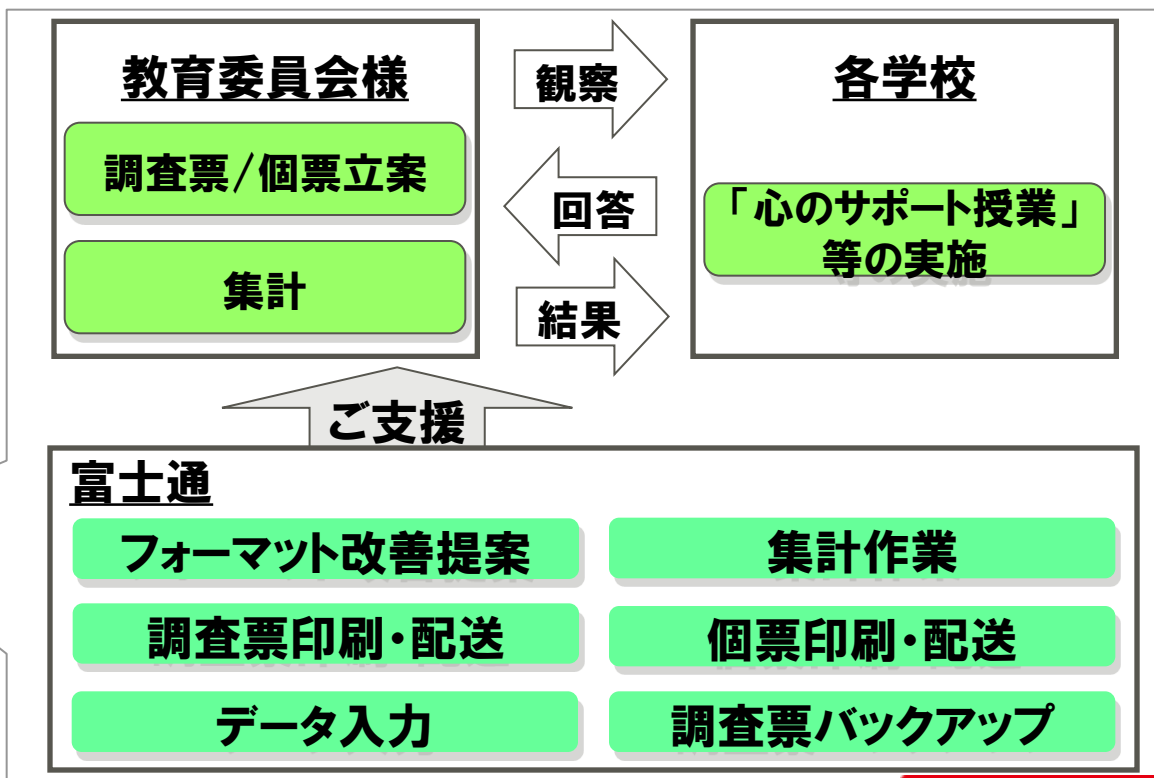 教育委員会様
調査票/個票立案
集計
観察
回答
結果
各学校
「心のサポート授業」
等の実施
ご支援
富士通
フォーマット改善提案
集計作業
調査票印刷・配送
個票印刷・配送
データ入力
調査票バックアップ